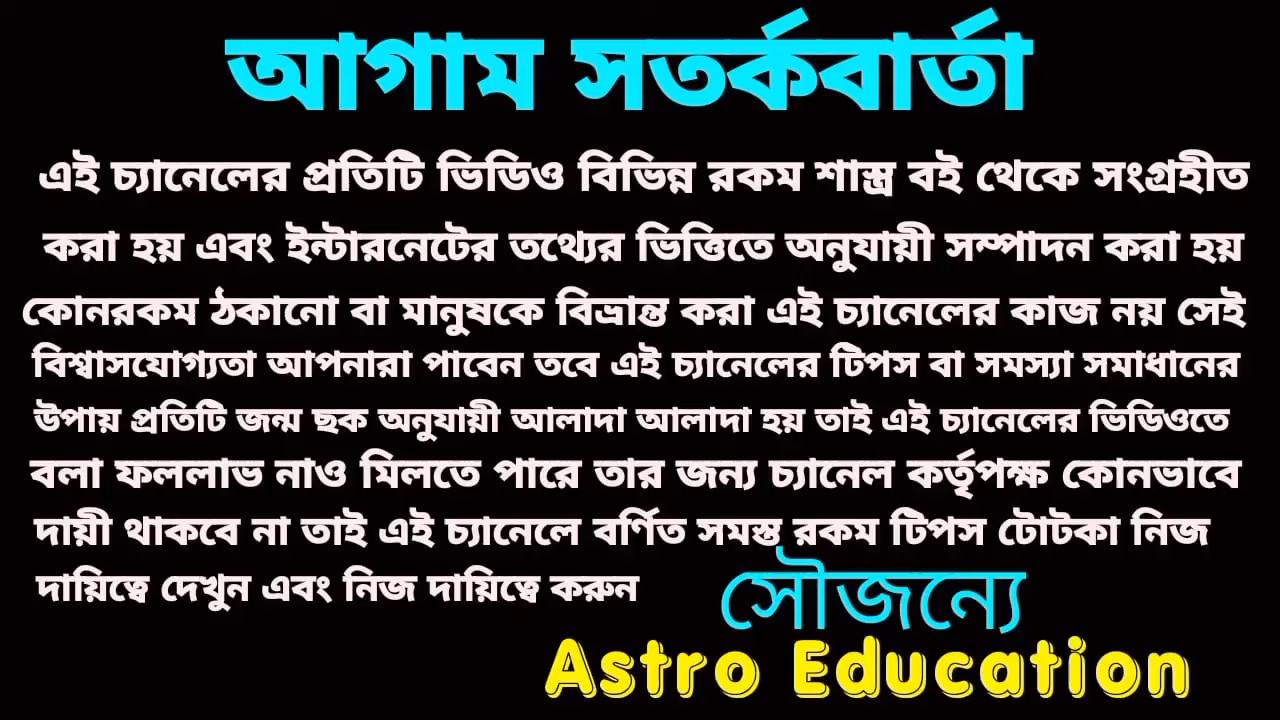 আগাম সতর্কবার্তা
এই চ্যানেলের প্রতিটি ভিডিও বিভিন্ন রকম শাস্ত্র বই থেকে সংগ্রহীত
করা হয় এবং ইন্টারনেটের তথ্যের ভিত্তিতে অনুযায়ী সম্পাদন করা হয়
কোনরকম ঠকানো বা মানুষকে বিভ্রান্ত করা এই চ্যানেলের কাজ নয় সেই
বিশ্বাসযোগ্যতা আপনারা পাবেন তবে এই চ্যানেলের টিপস বা সমস্যা সমাধানের
উপায় প্রতিটি জন্ম ছক অনুযায়ী আলাদা আলাদা হয় তাই এই চ্যানেলের ভিডিওতে
বলা ফললাভ নাও মিলতে পারে তার জন্য চ্যানেল কর্তৃপক্ষ কোনভাবে
দায়ী থাকবে না তাই এই চ্যানেলে বর্ণিত সমস্ত রকম টিপস টোটকা নিজ
দায়িত্বে দেখুন এবং নিজ দায়িত্বে করুন
সৌজন্যে
Astro Education